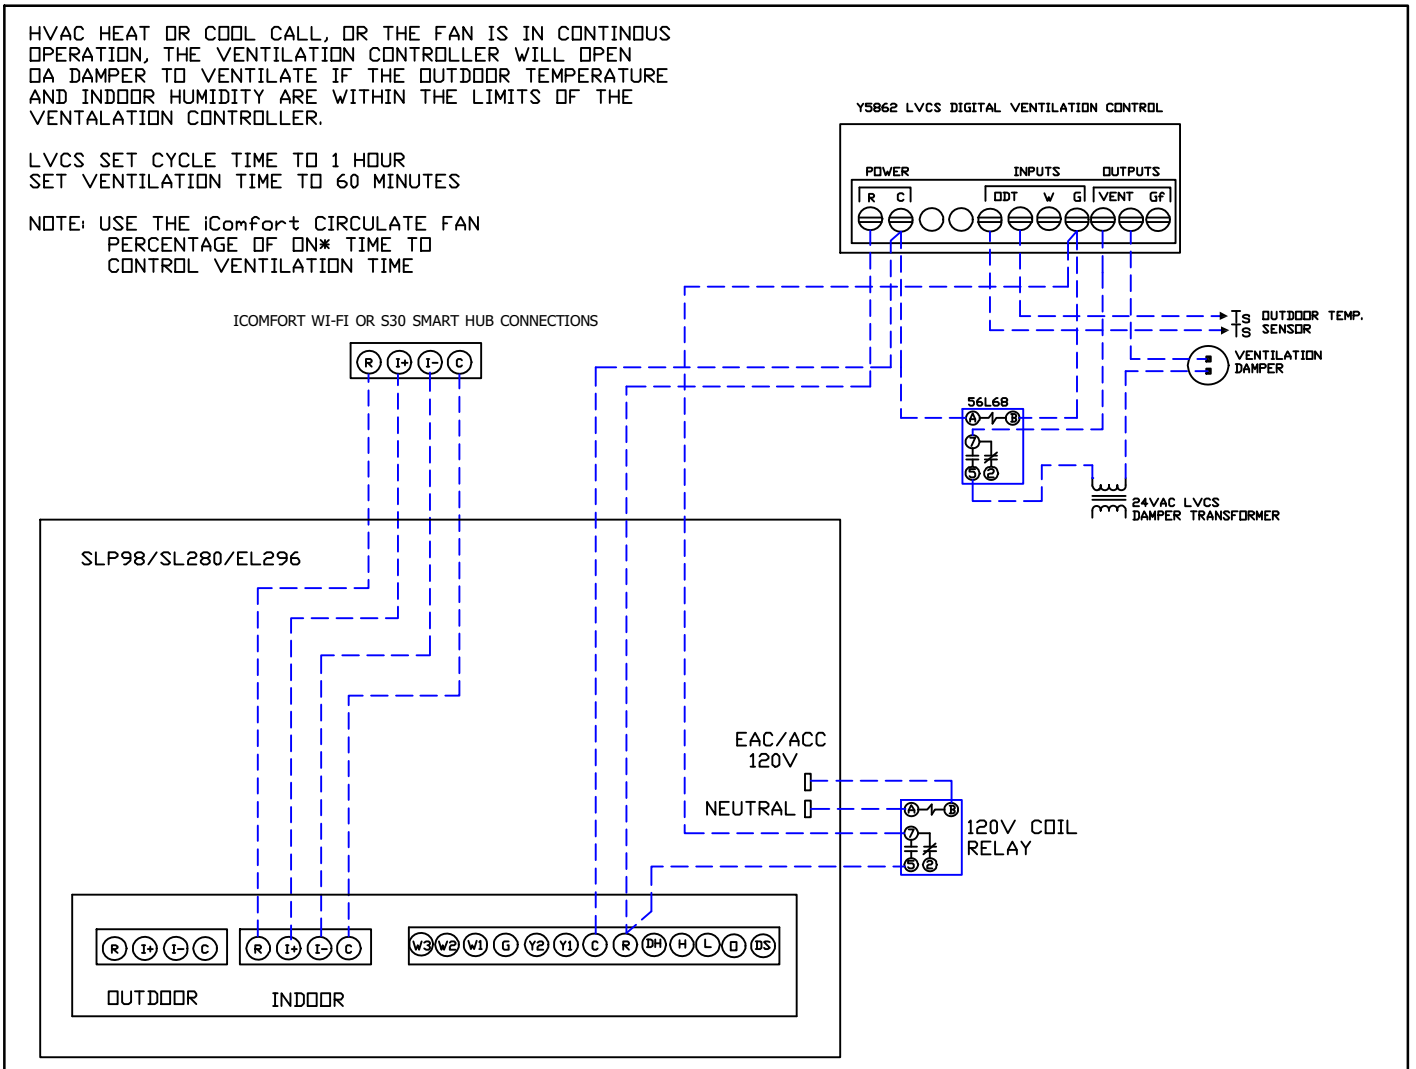 HVAC HEAT OR COOL CALL, OR THE FAN IS IN CONTINOUS
OPERATION, THE VENTILATION CONTROLLER WILL OPEN
OA DAMPER TO VENTILATE IF THE OUTDOOR TEMPERATURE
AND INDOOR HUMIDITY ARE WITHIN THE LIMITS OF THE
VENTALATION CONTROLLER.
LVCS SET CYCLE TIME TO 1 HOUR
SET VENTILATION TIME TO 60 MINUTES
NOTE: USE THE iComfort CIRCULATE FAN
PERCENTAGE OF ON* TIME TO
CONTROL VENTILATION TIME
Y5862 LVCS DIGITAL VENTILATION CONTROL
POWER INPUTS OUTPUTS
R C ODT W G VENT Gf
ICOMFORT WI-FI OR S30 SMART HUB CONNECTIONS
R I+ I- C
Ts OUTDOOR TEMP.
Ts SENSOR
VENTILATION
DAMPER
56L68
A B
7
5 2
24VAC LVCS
DAMPER TRANSFORMER
SLP98/SL280/EL296
EAC/ACC
120V
NEUTRAL
A B
7
5 2
120V COIL
RELAY
R I+ I- C
R I+ I- C
W3 W2 W1 G Y2 Y1 C R DH H L O DS
OUTDOOR
INDOOR